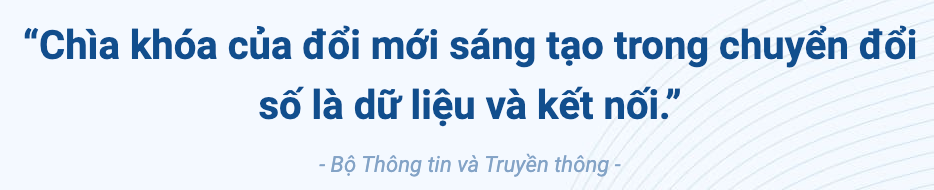 “Chìa khóa của đổi mới sáng tạo trong chuyển đổi
số là dữ liệu và kết nối.”
- Bộ Thông tin và Truyền thông -